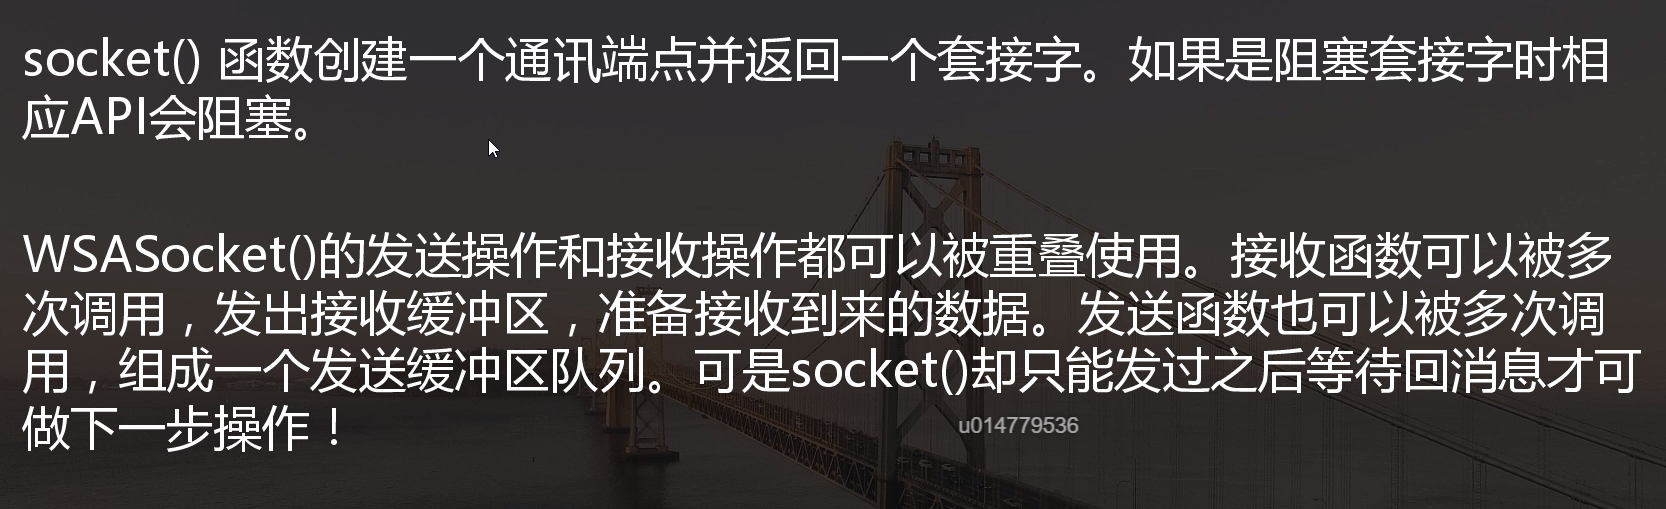 socket() 函数创建一个通讯端点并返回一个套接字。如果是阻塞套接字时相
应API会阻塞。
WSASocket()的发送操作和接收操作都可以被重叠使用。接收函数可以被多
次调用，发出接收缓冲区，准备接收到来的数据。发送函数也可以被多次调
用，组成一个发送缓冲区队列。可是socket()却只能发过之后等待回消息才可
做下一步操作！
u014779536